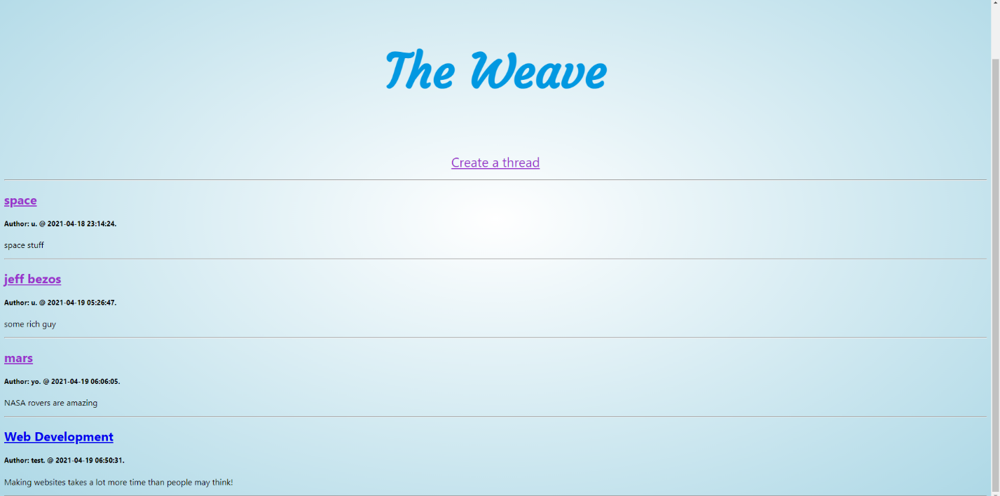 The Weave
Create a thread
space
Author: u. @ 2021-04-18 23:14:24.
space stuff
jeff bezos
Author: u. @ 2021-04-19 05:26:47.
some rich guy
mars
Author: yo. @ 2021-04-19 06:06:05.
NASA rovers are amazing
Web Development
Author: test. @ 2021-04-19 06:50:31.
Making websites takes a lot more time than people may think!